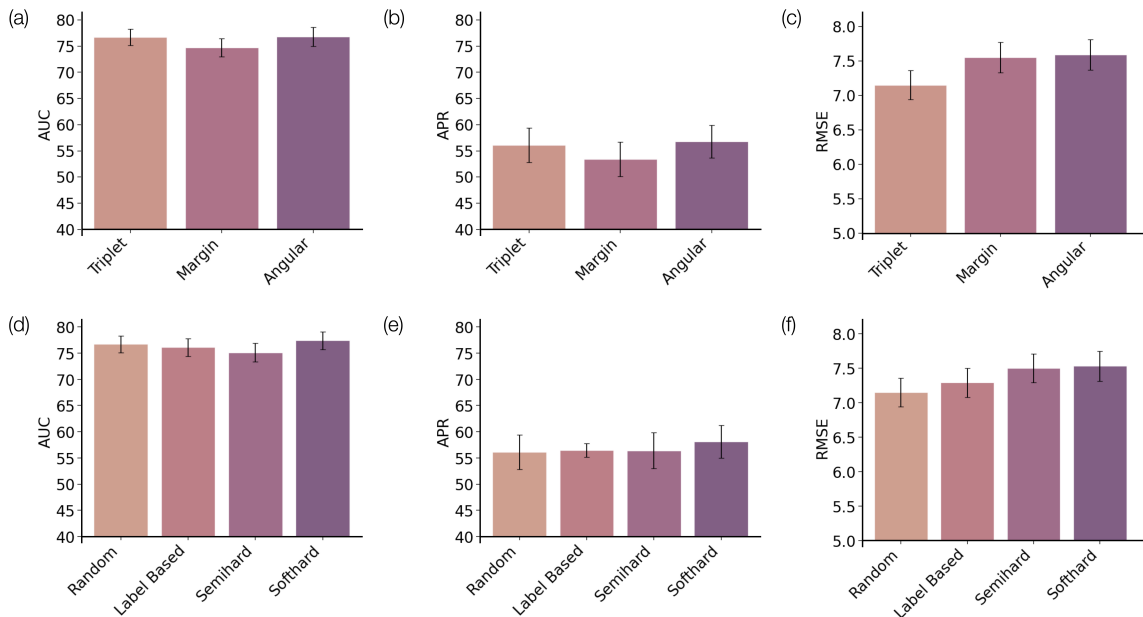 (a)
80
75
70
65
60
55
50
45
40
AUC
Triplet
Margin
Angular
(b)
80
75
70
65
60
55
50
45
40
APR
Triplet
Margin
Angular
(c)
8.0
7.5
7.0
6.5
6.0
5.5
5.0
RMSE
Triplet
Margin
Angular
(d)
80
75
70
65
60
55
50
45
40
AUC
Random
Label Based
Semihard
Softhard
(e)
80
75
70
65
60
55
50
45
40
APR
Random
Label Based
Semihard
Softhard
(f)
8.0
7.5
7.0
6.5
6.0
5.5
5.0
RMSE
Random
Label Based
Semihard
Softhard